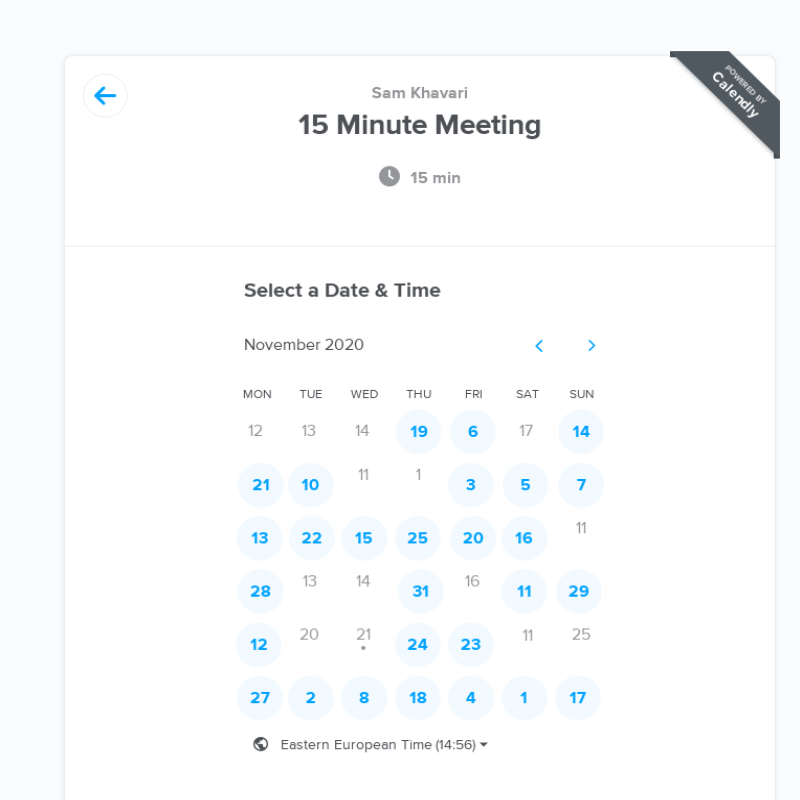 POWERED BY
Calendly
Sam Khavari
15 Minute Meeting
15 min
Select a Date & Time
November 2020
MON TUE WED THU FRI SAT SUN
12 13 14 19 6 17 14
21 10 11 1 3 5 7
13 22 15 25 20 16 11
28 13 14 31 16 11 29
12 20 21 24 23 11 25
27 2 8 18 4 1 17
Eastern European Time (14:56)